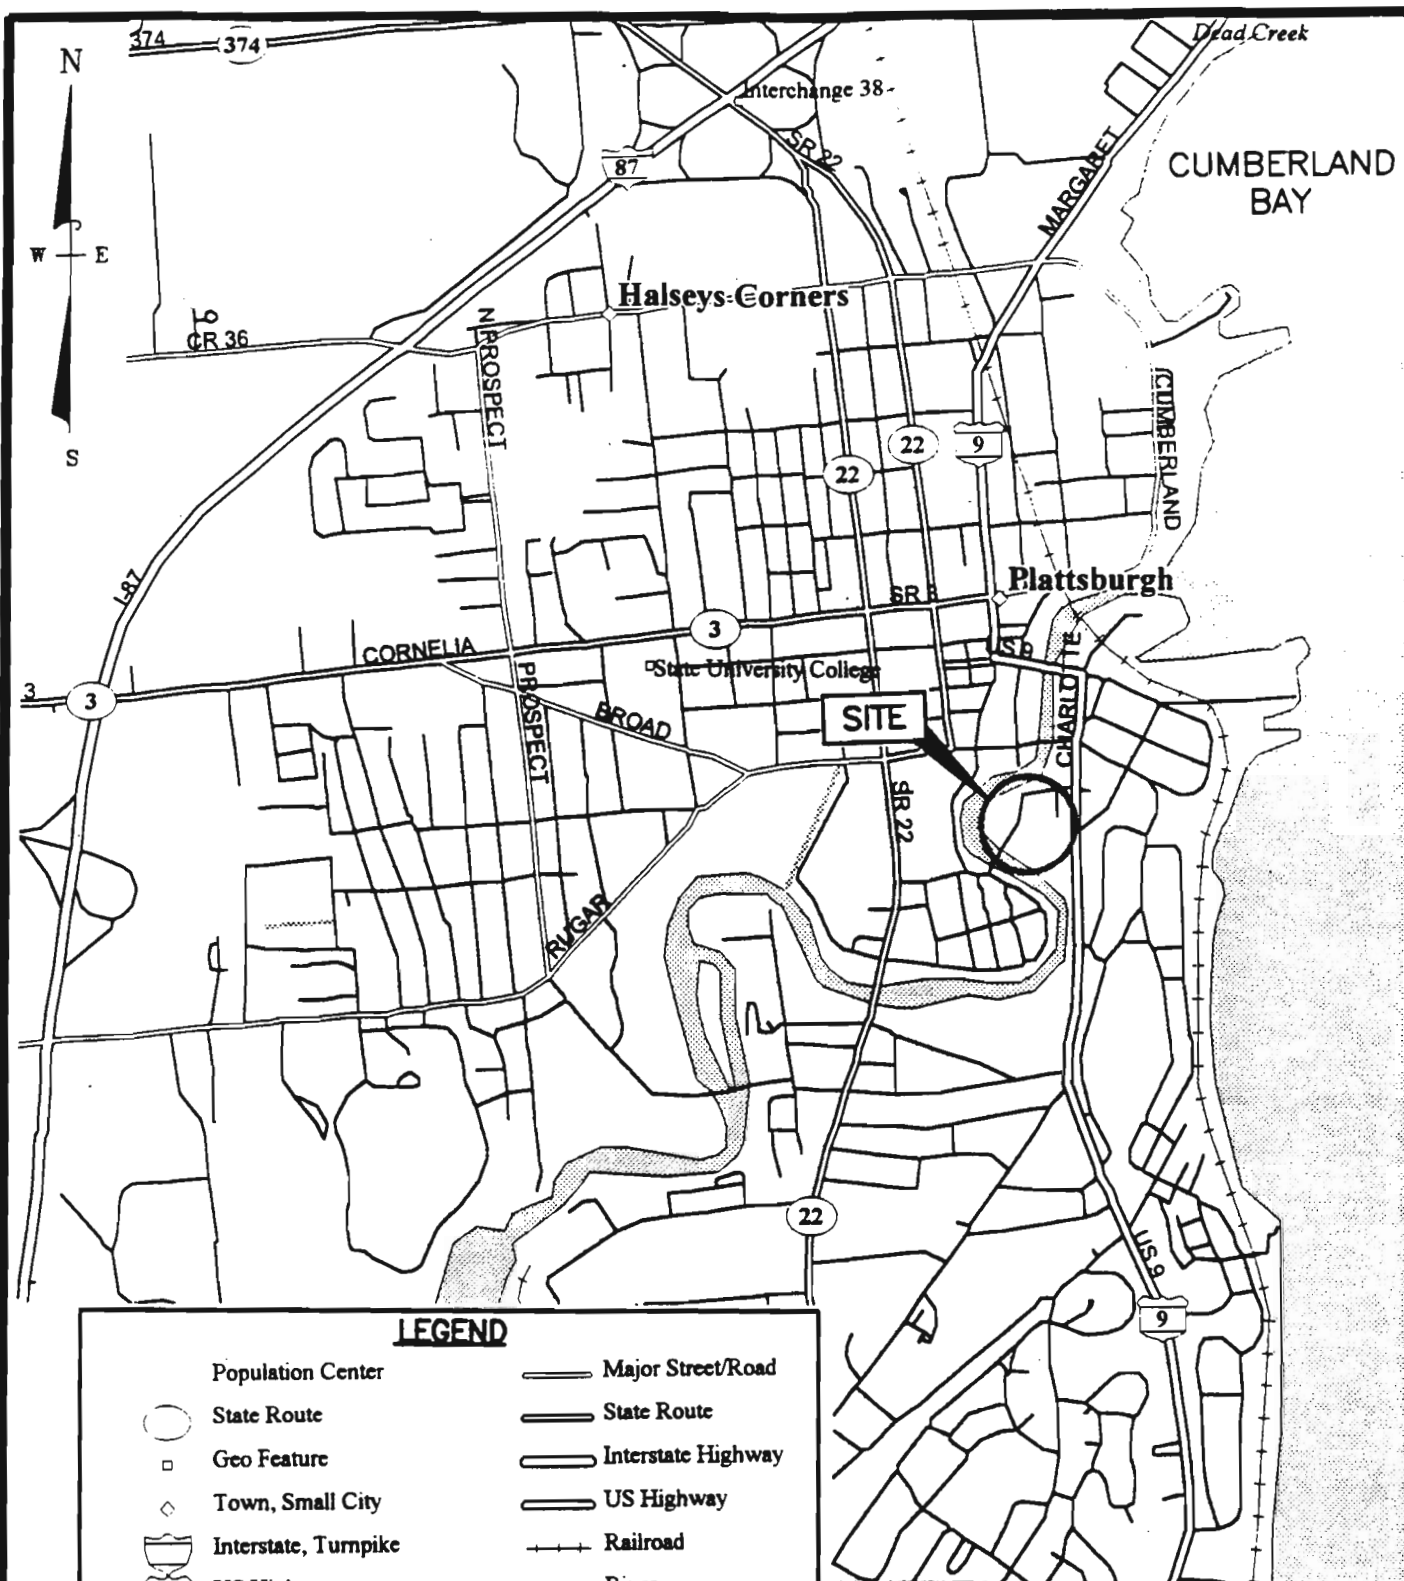 374
374
Dead Creek
N
Interchange 38
SR 22
87
MARGARET
CUMBERLAND
BAY
W
E
Halseys Corners
N PROSPECT
CR 36
CUMBERLAND
22
9
22
S
I-87
Plattsburgh
SR 3
3
CORNELIA
S 9
State University College
CHARLOTTE
3
3
PROSPECT
BROAD
SITE
SR 22
RUGAR
22
US 9
9
LEGEND
Population Center
Major Street/Road
State Route
State Route
Geo Feature
Interstate Highway
Town, Small City
US Highway
Interstate, Turnpike
Railroad